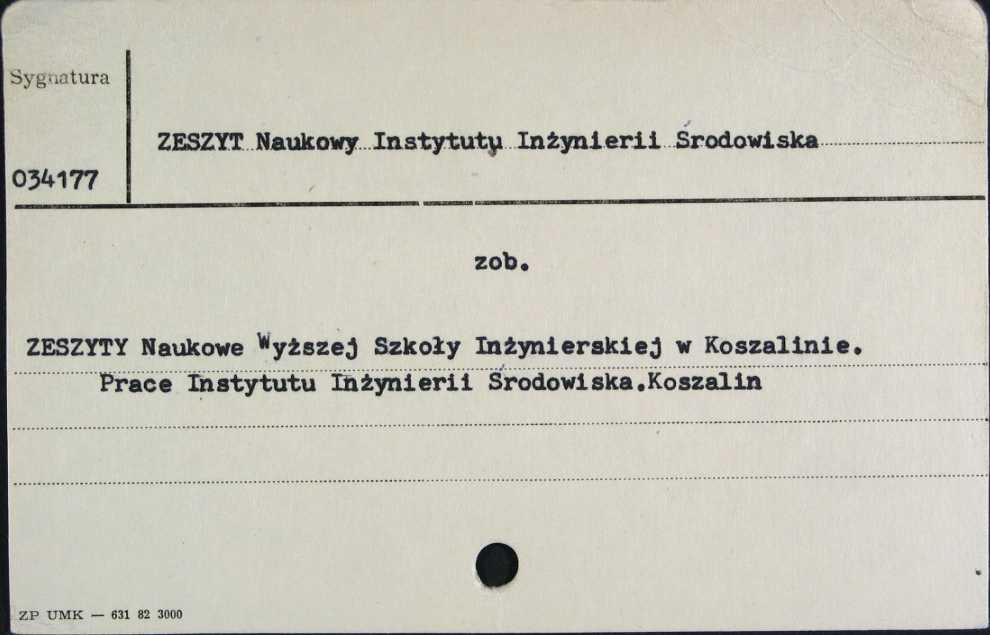 Sygnatura
ZESZYT Naukowy Instytutu Inżynierii Środowiska
034177
zob.
ZESZYTY Naukowe Wyższej Szkoły Inżynierskiej w Koszalinie.
Prace Instytutu Inżynierii Środowiska.Koszalin
ZP UMK — 631 82 3000